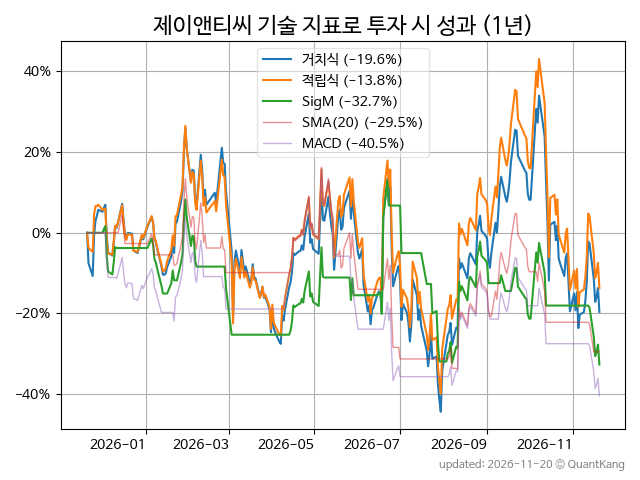 제이앤티씨 기술 지표로 투자 시 성과 (1년)
거치식 (-19.6%)
적립식 (-13.8%)
SigM (-32.7%)
SMA(20) (-29.5%)
MACD (-40.5%)
40%
20%
0%
-20%
-40%
2026-01 2026-03 2026-05 2026-07 2026-09 2026-11
updated: 2026-11-20 © QuantKang